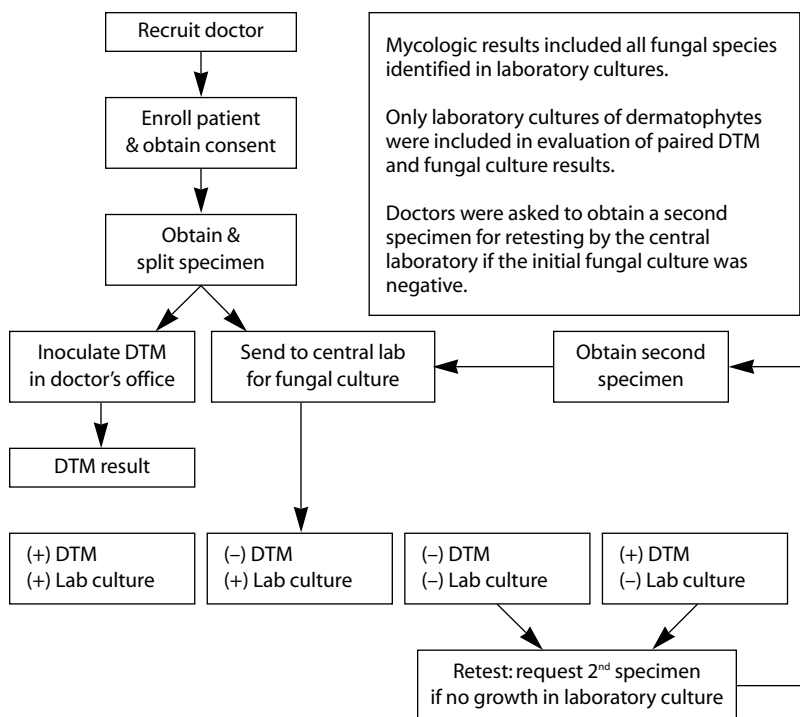 Recruit doctor
Enroll patient
& obtain consent
Obtain &
split specimen
Mycologic results included all fungal species
identified in laboratory cultures.
Only laboratory cultures of dermatophytes
were included in evaluation of paired DTM
and fungal culture results.
Doctors were asked to obtain a second
specimen for retesting by the central
laboratory if the initial fungal culture was
negative.
Inoculate DTM
in doctor’s office
Send to central lab
for fungal culture
Obtain second
specimen
DTM result
(+) DTM
(+) Lab culture
(–) DTM
(+) Lab culture
(–) DTM
(–) Lab culture
(+) DTM
(–) Lab culture
Retest: request 2nd specimen
if no growth in laboratory culture